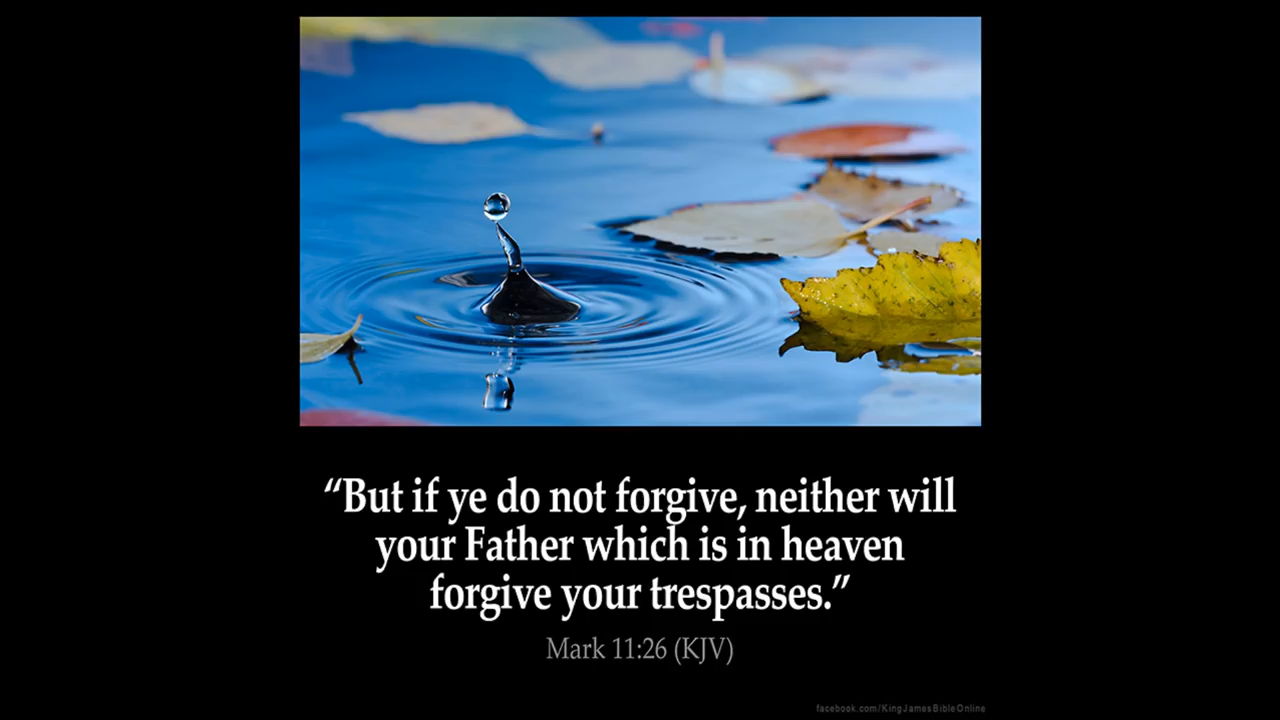 “But if ye do not forgive, neither will
your Father which is in heaven
forgive your trespasses.”
Mark 11:26 (KJV)
facebook.com/KingJamesBibleOnline